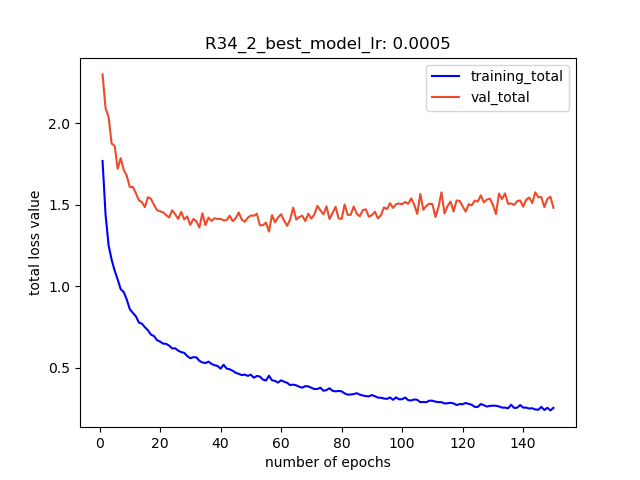 R34_2_best_model_lr: 0.0005
training_total
val_total
total loss value
2.0
1.5
1.0
0.5
0 20 40 60 80 100 120 140
number of epochs